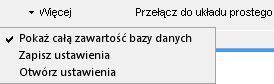 Więcej Przełącz do układu prostego
Pokaż całą zawartość bazy danych
Zapisz ustawienia
Otwórz ustawienia